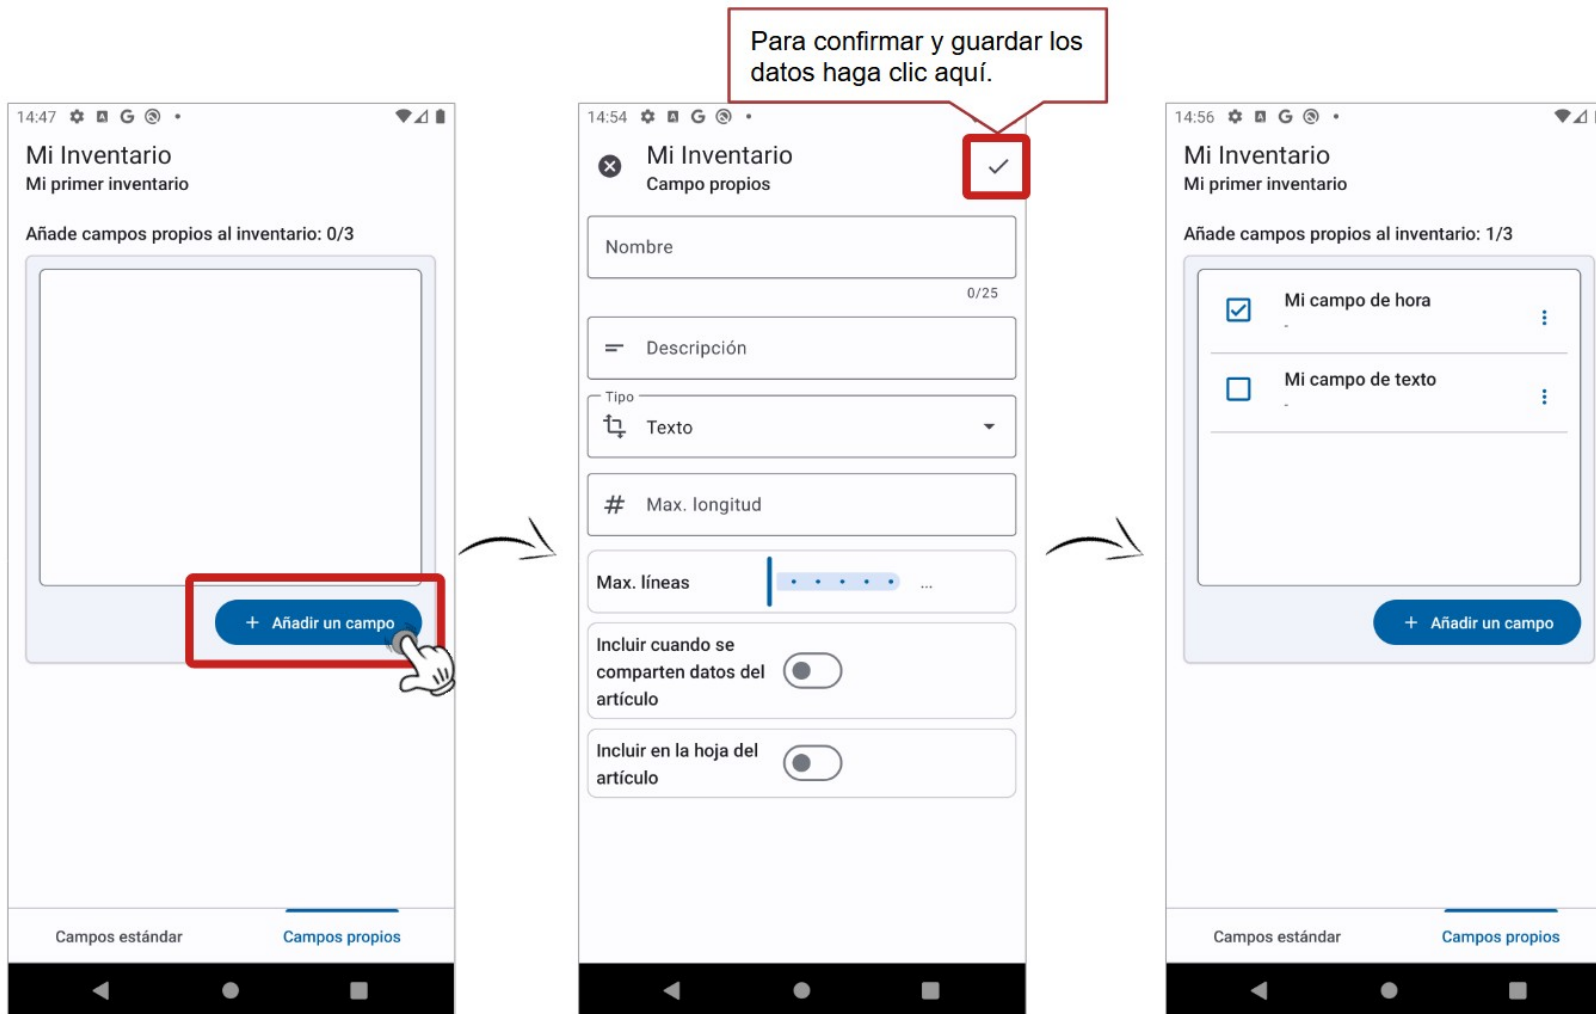 Para confirmar y guardar los
datos haga clic aquí.
14:47
Mi Inventario
Mi primer inventario
Añade campos propios al inventario: 0/3
+ Añadir un campo
Campos estándar
Campos propios
14:54
Mi Inventario
Campo propios
Nombre
0/25
Descripción
Tipo
Texto
# Max. longitud
Max. líneas
...
Incluir cuando se
comparten datos del
artículo
Incluir en la hoja del
artículo
14:56
Mi Inventario
Mi primer inventario
Añade campos propios al inventario: 1/3
Mi campo de hora
-
Mi campo de texto
-
+ Añadir un campo
Campos estándar
Campos propios